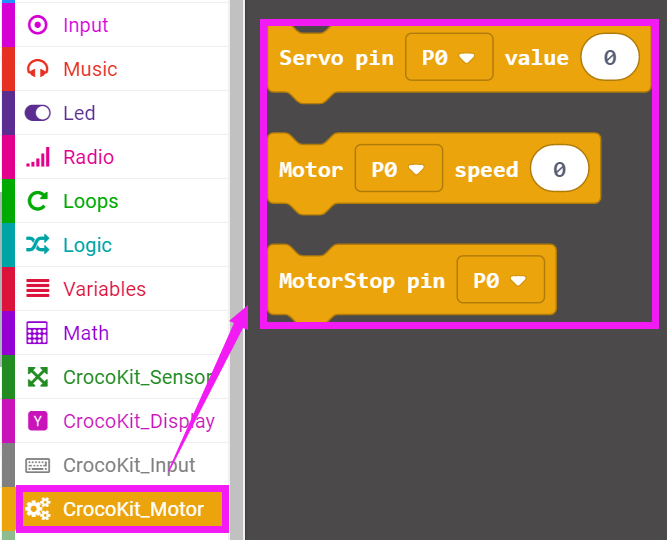 Input
Music
Led
Radio
Loops
Logic
Variables
Math
CrocoKit_Sensor
CrocoKit_Display
CrocoKit_Input
CrocoKit_Motor
Servo pin P0 value 0
Motor P0 speed 0
MotorStop pin P0